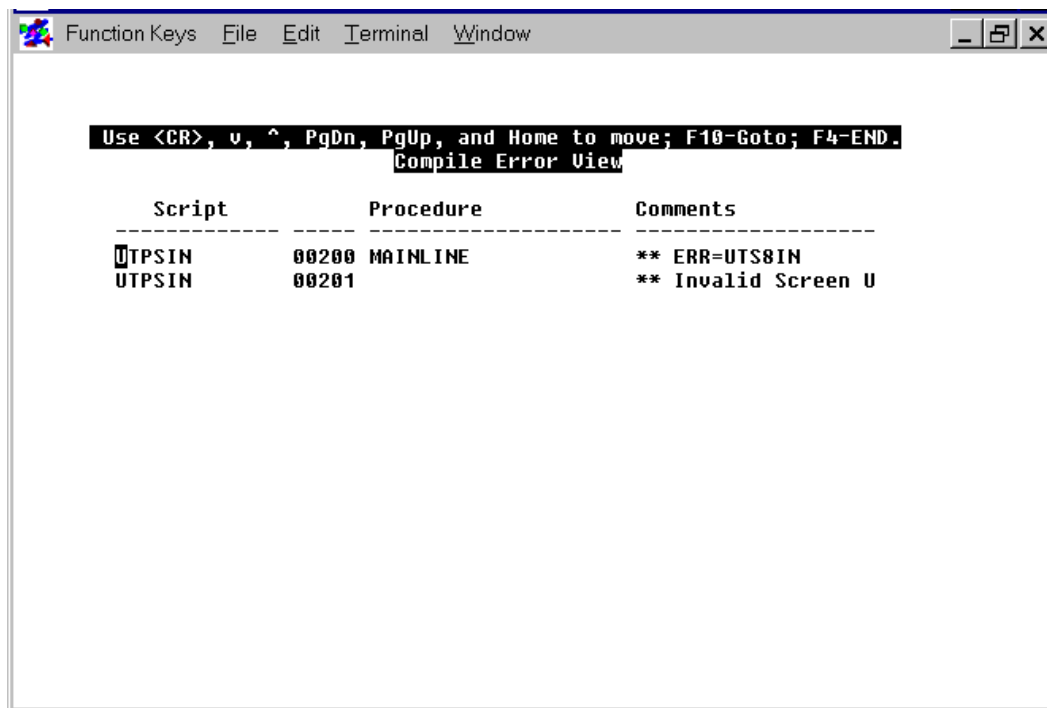 Function Keys File Edit Terminal Window
Use <CR>, v, ^, PgDn, PgUp, and Home to move; F10-Goto; F4-END.
Compile Error View
Script Procedure Comments
------------- ----- -------------------- -------------------
UTPSIN 00200 MAINLINE ** ERR=UTS8IN
UTPSIN 00201 ** Invalid Screen U